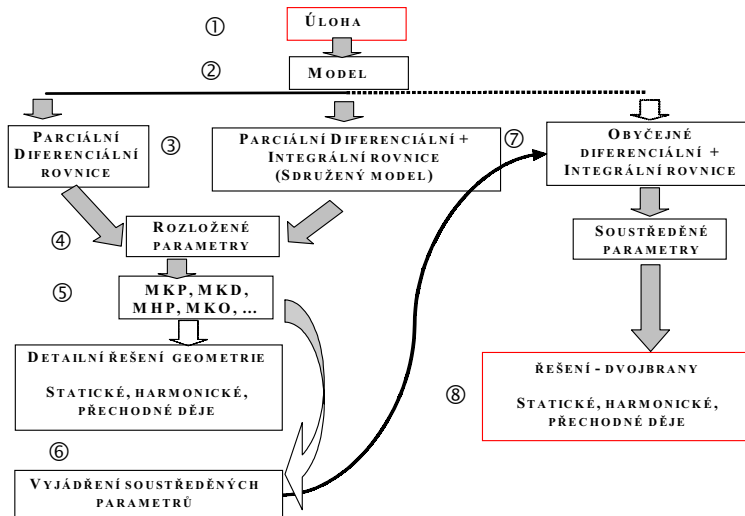 ①
ÚLOHA
②
MODEL
PARCIÁLNÍ
DIFERENCIÁLNÍ
ROVNICE
③
PARCIÁLNÍ DIFERENCIÁLNÍ +
INTEGRÁLNÍ ROVNICE
(SDRUŽENÝ MODEL)
⑦
OBYČEJNÉ
DIFERENCIÁLNÍ +
INTEGRÁLNÍ ROVNICE
④
ROZLOŽENÉ
PARAMETRY
SOUSTŘEDĚNÉ
PARAMETRY
⑤
MKP, MKD,
MHP, MKO, ...
DETAILNÍ ŘEŠENÍ GEOMETRIE
STATICKÉ, HARMONICKÉ,
PŘECHODNÉ DĚJE
⑧
ŘEŠENÍ - DVOJBRANY
STATICKÉ, HARMONICKÉ,
PŘECHODNÉ DĚJE
⑥
VYJÁDŘENÍ SOUSTŘEDĚNÝCH
PARAMETRŮ